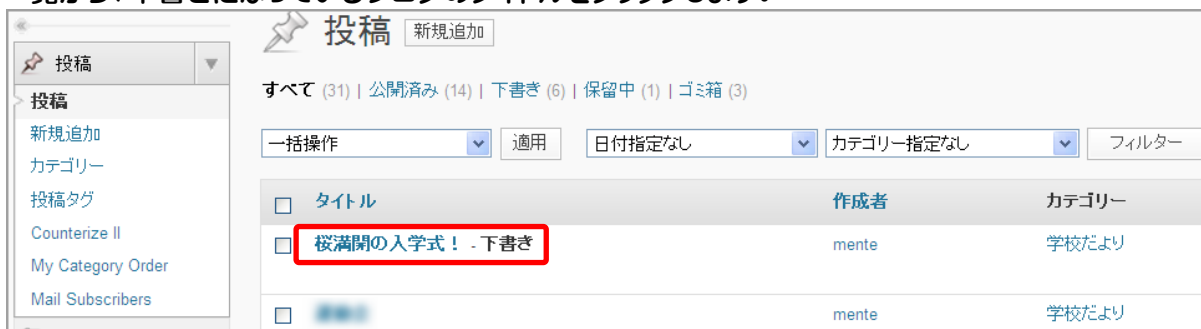 投稿 新規追加
投稿
すべて (31) | 公開済み (14) | 下書き (6) | 保留中 (1) | ゴミ箱 (3)
投稿
新規追加
一括操作 適用 日付指定なし カテゴリー指定なし フィルター
カテゴリー
投稿タグ
タイトル 作成者 カテゴリー
Counterize II
桜満開の入学式！ - 下書き mente 学校だより
My Category Order
Mail Subscribers
mente 学校だより